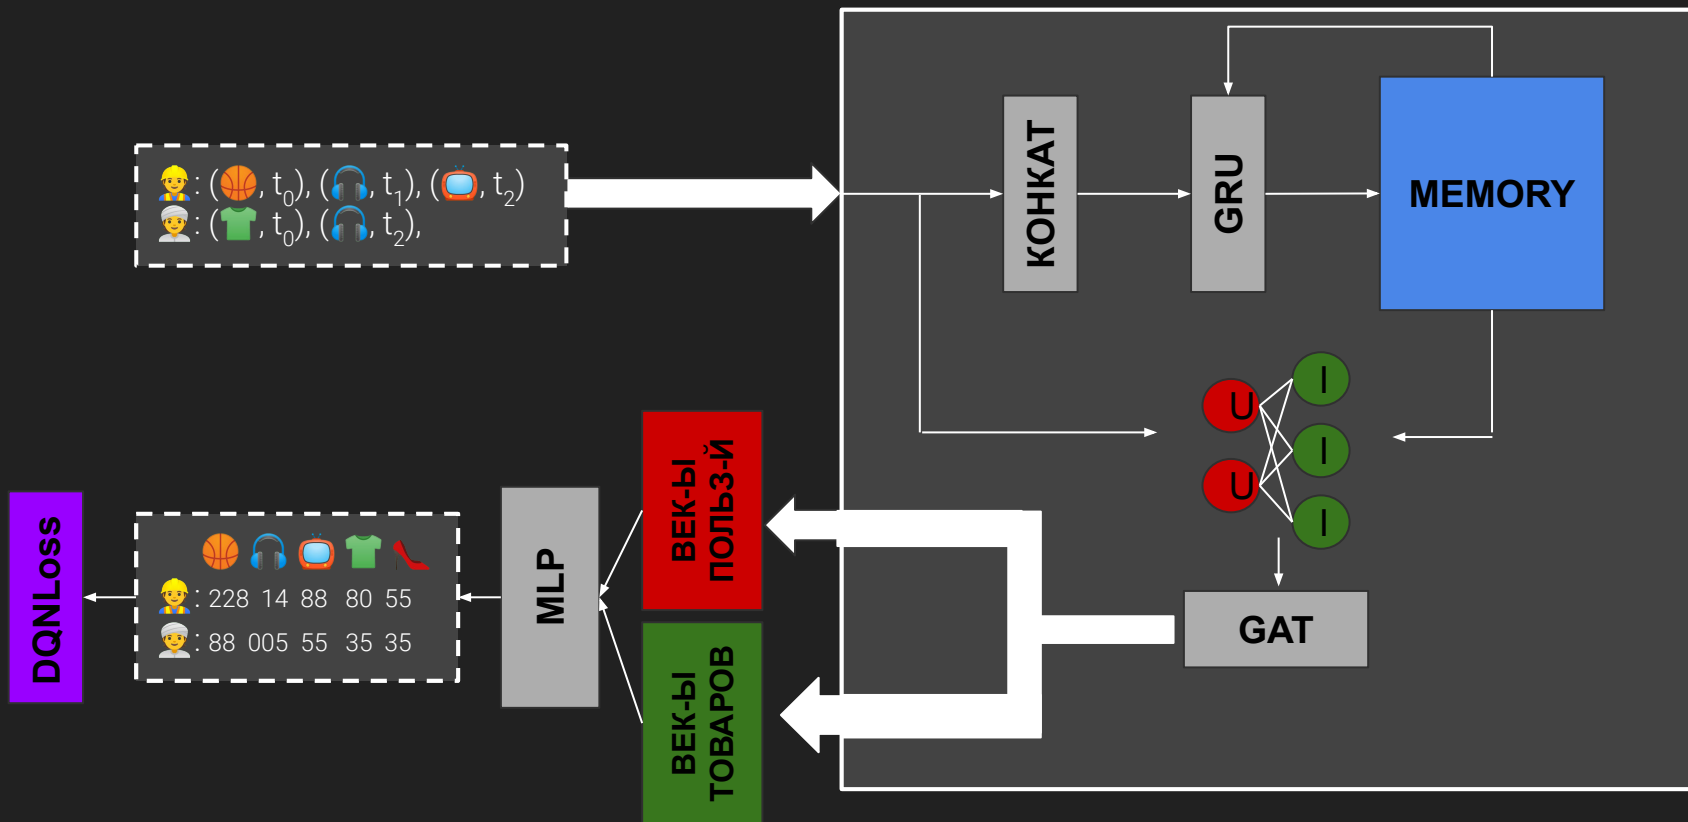 👷: (🏀, t0), (🎧, t1), (📺, t2)
👳: (👕, t0), (🎧, t2),
КОНКАТ
GRU
MEMORY
U
U
I
I
I
GAT
ВЕК-Ы
ПОЛЬЗ-Й
ВЕК-Ы
ТОВАРОВ
MLP
🏀 🎧 📺 👕 👠
👷: 228 14 88 80 55
👳: 88 005 55 35 35
DQNLoss